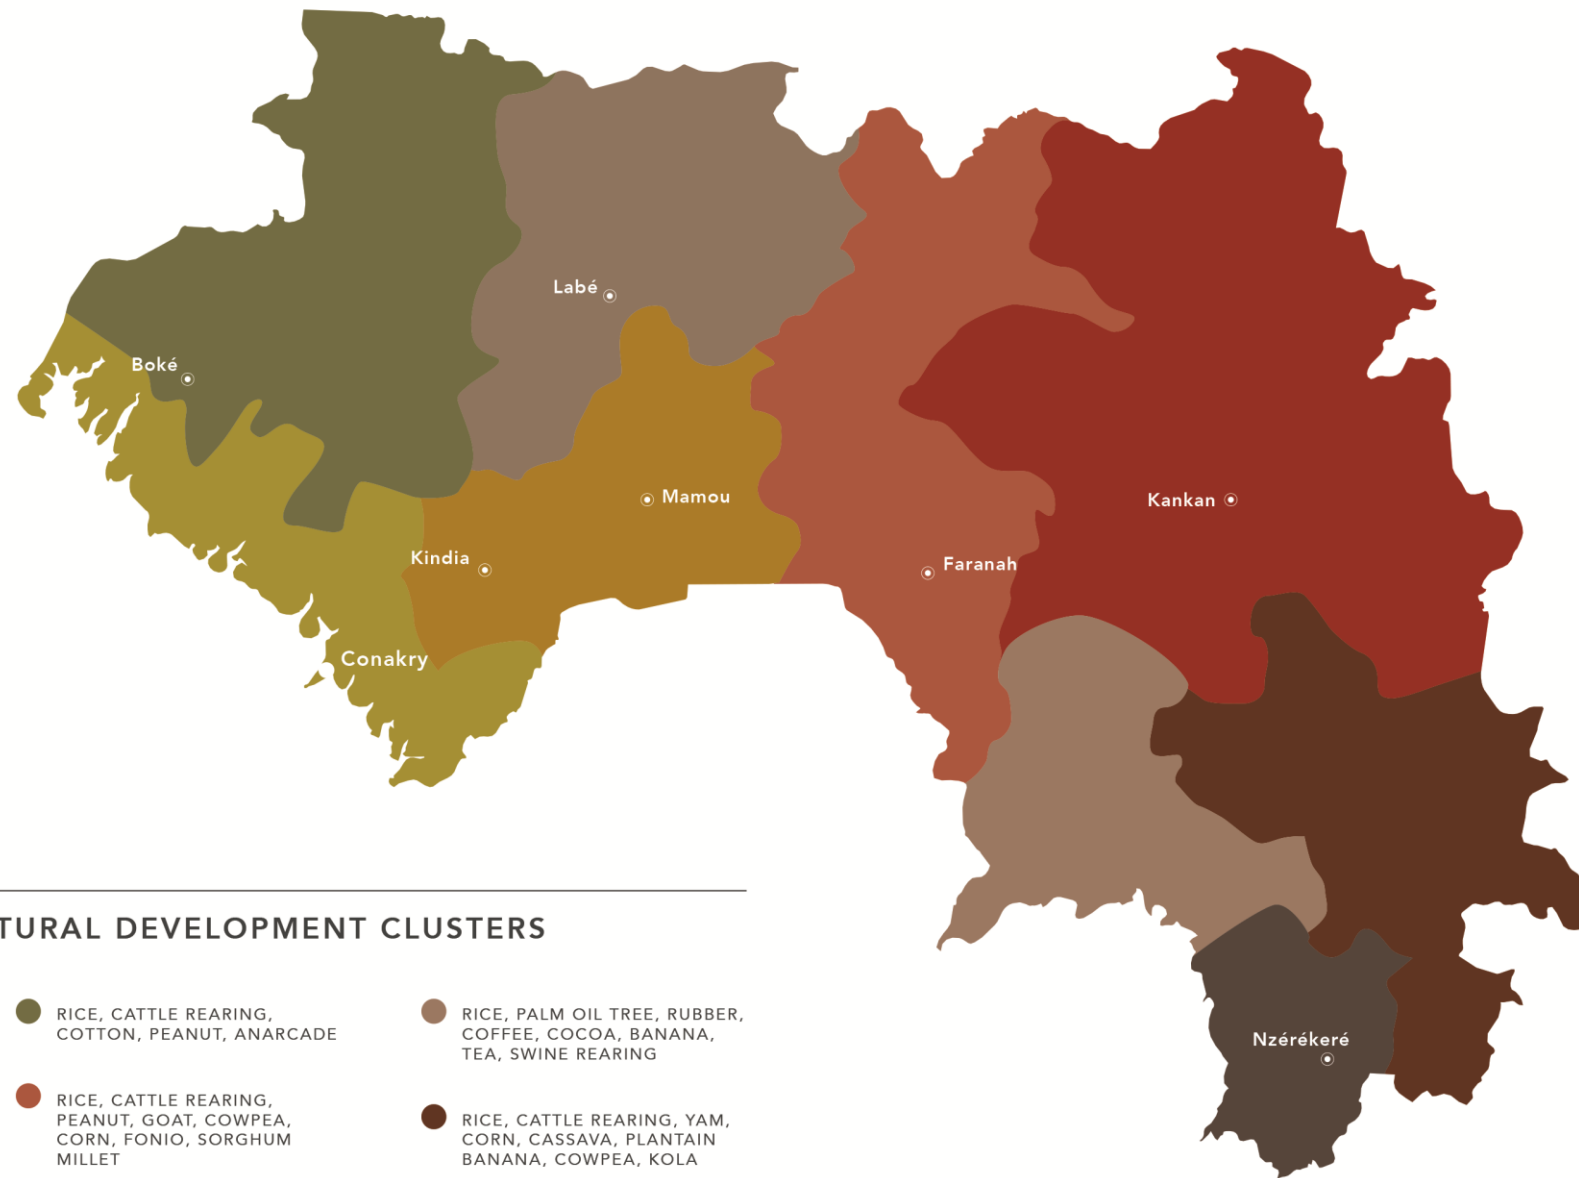 Labé
Boké
Mamou
Kankan
Kindia
Faranah
Conakry
TURAL DEVELOPMENT CLUSTERS
RICE, CATTLE REARING,
COTTON, PEANUT, ANARCADE
RICE, PALM OIL TREE, RUBBER,
COFFEE, COCOA, BANANA,
TEA, SWINE REARING
Nzérékeré
RICE, CATTLE REARING,
PEANUT, GOAT, COWPEA,
CORN, FONIO, SORGHUM
MILLET
RICE, CATTLE REARING, YAM,
CORN, CASSAVA, PLANTAIN
BANANA, COWPEA, KOLA